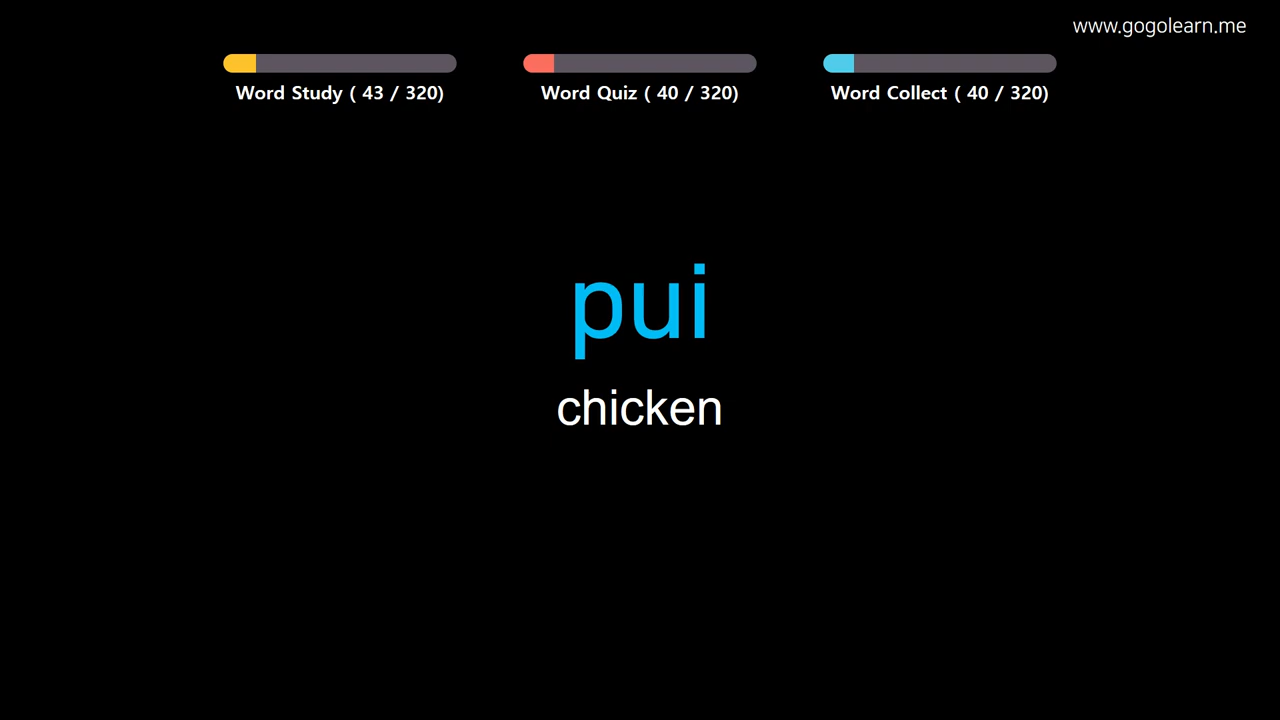 www.gogolearn.me
Word Study ( 43 / 320)
Word Quiz ( 40 / 320)
Word Collect ( 40 / 320)
pui
chicken